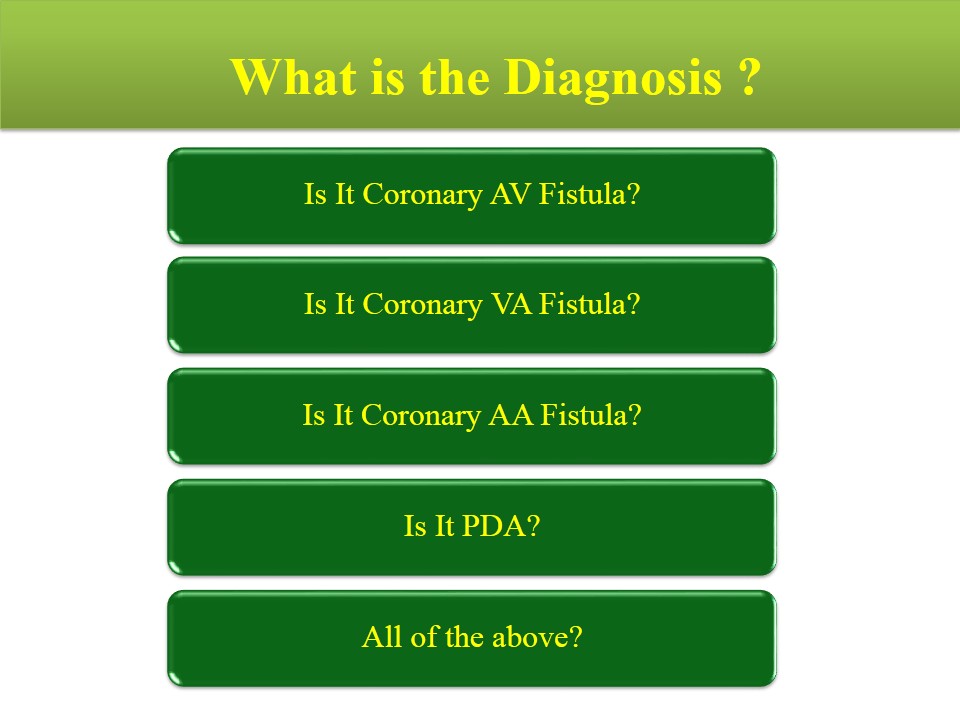 What is the Diagnosis ?
Is It Coronary AV Fistula?
Is It Coronary VA Fistula?
Is It Coronary AA Fistula?
Is It PDA?
All of the above?